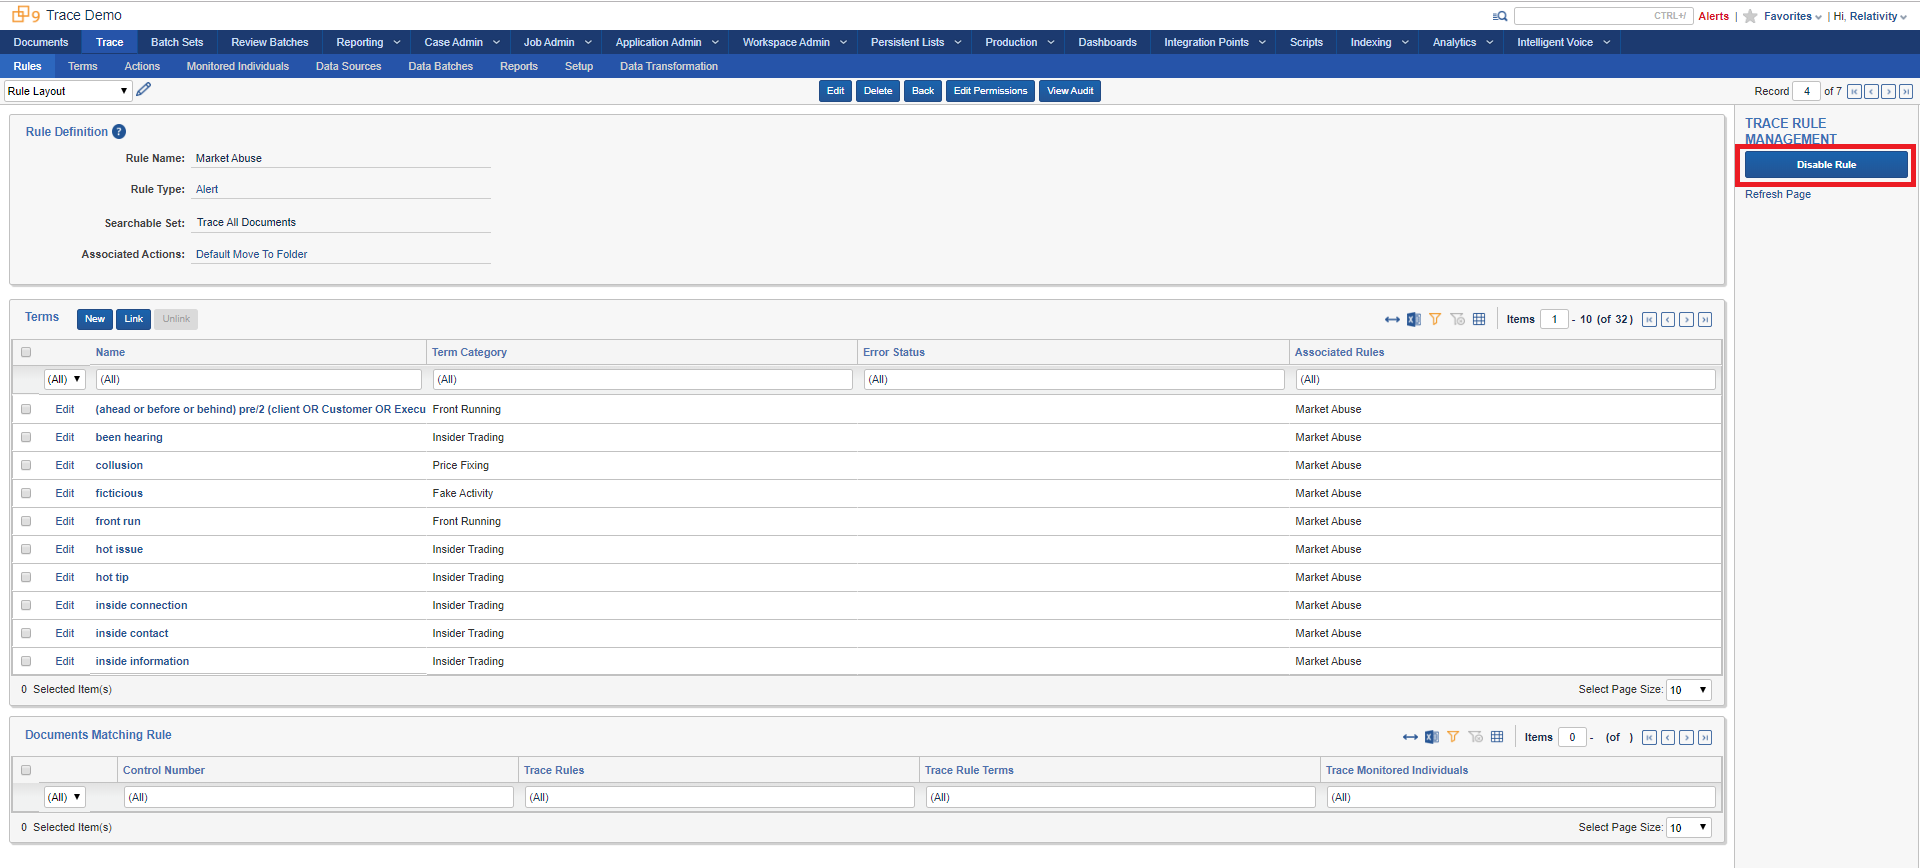 9 Trace Demo CTRL+/ Alerts | Favorites | Hi, Relativity
Documents Trace Batch Sets Review Batches Reporting Case Admin Job Admin Application Admin Workspace Admin Persistent Lists Production Dashboards Integration Points Scripts Indexing Analytics Intelligent Voice
Rules Terms Actions Monitored Individuals Data Sources Data Batches Reports Setup Data Transformation
Rule Layout Edit Delete Back Edit Permissions View Audit Record 4 of 7
Rule Definition ?
Rule Name: Market Abuse
Rule Type: Alert
Searchable Set: Trace All Documents
Associated Actions: Default Move To Folder
TRACE RULE
MANAGEMENT
Disable Rule
Refresh Page
Terms New Link Unlink Items 1 - 10 (of 32)
Name Term Category Error Status Associated Rules
(All) (All) (All) (All) (All)
Edit (ahead or before or behind) pre/2 (client OR Customer OR Execu Front Running Market Abuse
Edit been hearing Insider Trading Market Abuse
Edit collusion Price Fixing Market Abuse
Edit ficticious Fake Activity Market Abuse
Edit front run Front Running Market Abuse
Edit hot issue Insider Trading Market Abuse
Edit hot tip Insider Trading Market Abuse
Edit inside connection Insider Trading Market Abuse
Edit inside contact Insider Trading Market Abuse
Edit inside information Insider Trading Market Abuse
0 Selected Item(s) Select Page Size: 10
Documents Matching Rule Items 0 - (of )
Control Number Trace Rules Trace Rule Terms Trace Monitored Individuals
(All) (All) (All) (All) (All)
0 Selected Item(s) Select Page Size: 10